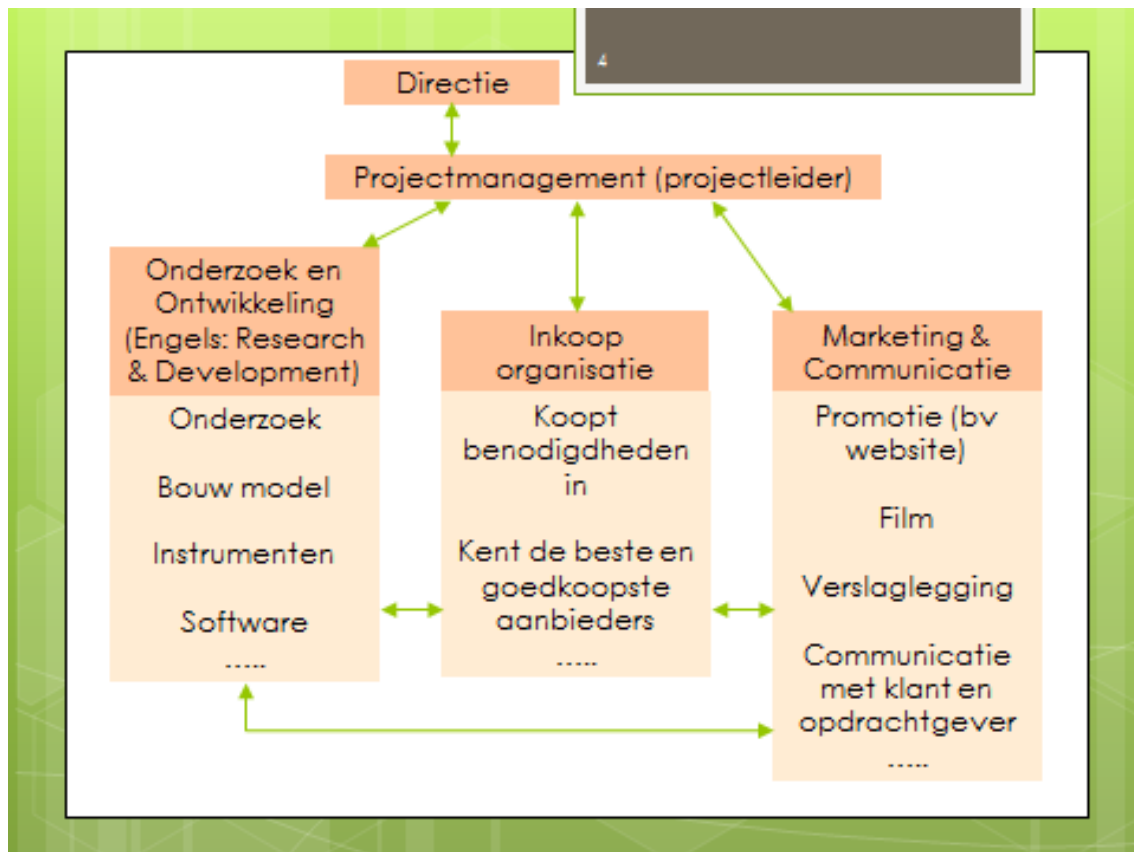 4
Directie
Projectmanagement (projectleider)
Onderzoek en
Ontwikkeling
(Engels: Research
& Development)
Onderzoek
Bouw model
Instrumenten
Software
.....
Inkoop
organisatie
Koopt
benodigdheden
in
Kent de beste en
goedkoopste
aanbieders
.....
Marketing &
Communicatie
Promotie (bv
website)
Film
Verslaglegging
Communicatie
met klant en
opdrachtgever
.....